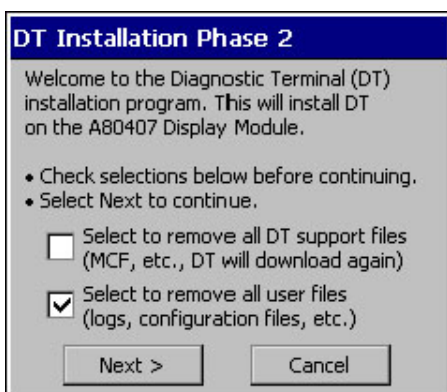 DT Installation Phase 2
Welcome to the Diagnostic Terminal (DT)
installation program. This will install DT
on the A80407 Display Module.
• Check selections below before continuing.
• Select Next to continue.
Select to remove all DT support files
(MCF, etc., DT will download again)
Select to remove all user files
(logs, configuration files, etc.)
Next >
Cancel